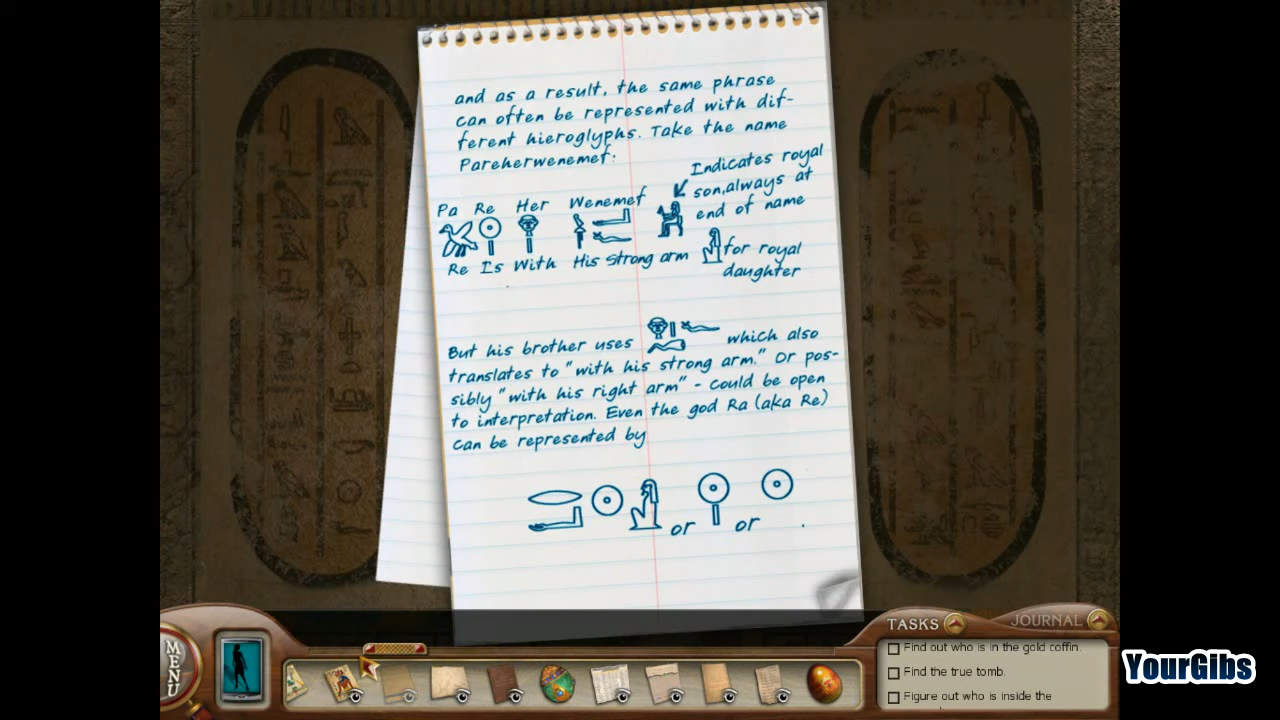 and as a result, the same phrase
can often be represented with dif-
ferent hieroglyphs. Take the name
Pareherwenemef:
Indicates royal
son, always at
end of name
Pa Re Her Wenemef
Re Is With His strong arm
for royal
daughter
But his brother uses which also
translates to "with his strong arm." Or pos-
sibly "with his right arm" - could be open
to interpretation. Even the god Ra (aka Re)
can be represented by
or or .
MENU
TASKS
JOURNAL
Find out who is in the gold coffin.
Find the true tomb.
Figure out who is inside the
YourGibs